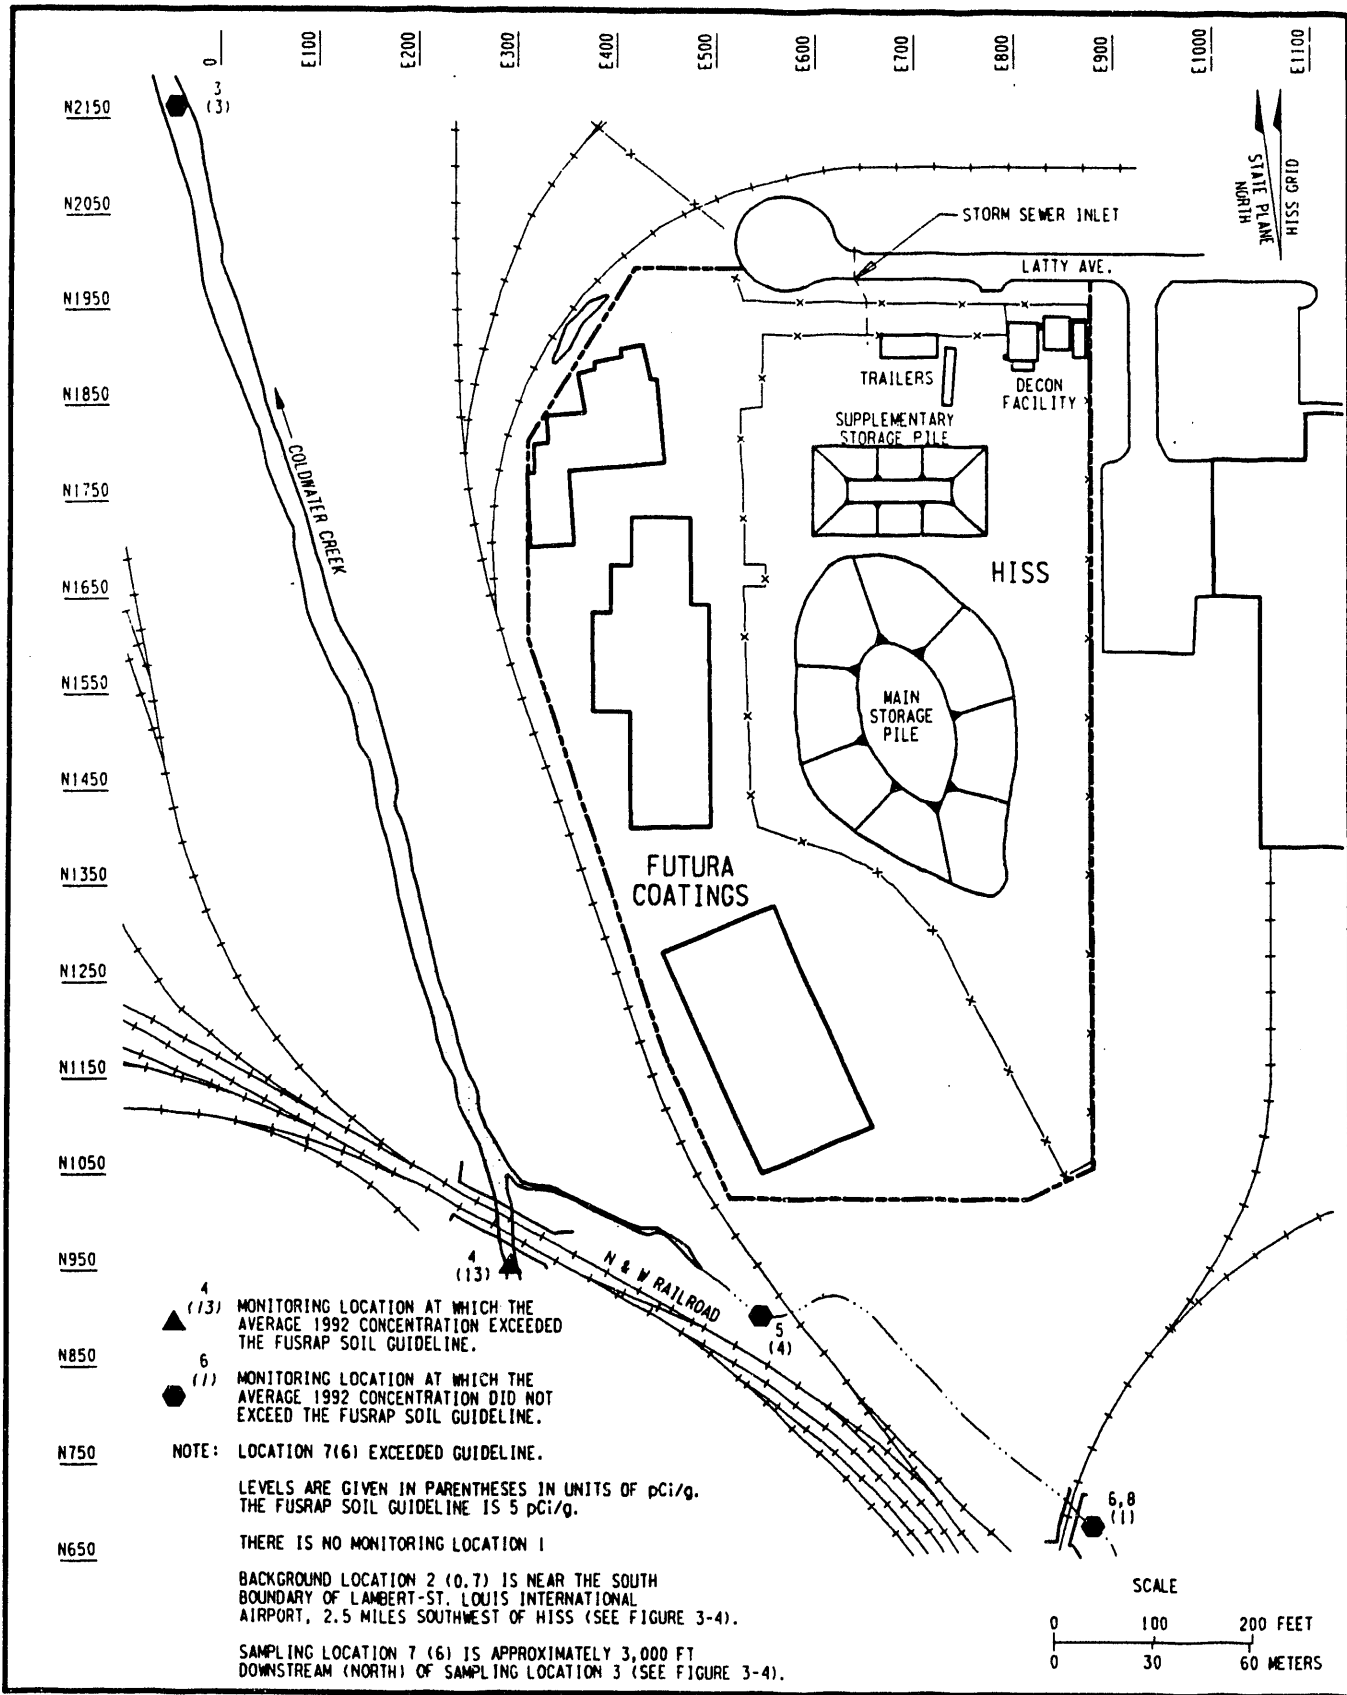 0
E100
E200
E300
E400
E500
E600
E700
E800
E900
E1000
E1100
N2150
N2050
N1950
N1850
N1750
N1650
N1550
N1450
N1350
N1250
N1150
N1050
N950
N850
N750
N650
3
(3)
STATE PLANE
NORTH
HISS GRID
STORM SEWER INLET
LATTY AVE.
TRAILERS
DECON
FACILITY
SUPPLEMENTARY
STORAGE PILE
COLDWATER CREEK
HISS
MAIN
STORAGE
PILE
FUTURA
COATINGS
4
(13)
N & W RAILROAD
5
(4)
6,8
(1)
4
(13)
MONITORING LOCATION AT WHICH THE
AVERAGE 1992 CONCENTRATION EXCEEDED
THE FUSRAP SOIL GUIDELINE.
6
(1)
MONITORING LOCATION AT WHICH THE
AVERAGE 1992 CONCENTRATION DID NOT
EXCEED THE FUSRAP SOIL GUIDELINE.
NOTE: LOCATION 7(6) EXCEEDED GUIDELINE.
LEVELS ARE GIVEN IN PARENTHESES IN UNITS OF pCi/g.
THE FUSRAP SOIL GUIDELINE IS 5 pCi/g.
THERE IS NO MONITORING LOCATION 1
BACKGROUND LOCATION 2 (0.7) IS NEAR THE SOUTH
BOUNDARY OF LAMBERT-ST. LOUIS INTERNATIONAL
AIRPORT, 2.5 MILES SOUTHWEST OF HISS (SEE FIGURE 3-4).
SAMPLING LOCATION 7 (6) IS APPROXIMATELY 3,000 FT
DOWNSTREAM (NORTH) OF SAMPLING LOCATION 3 (SEE FIGURE 3-4).
SCALE
0 100 200 FEET
0 30 60 METERS